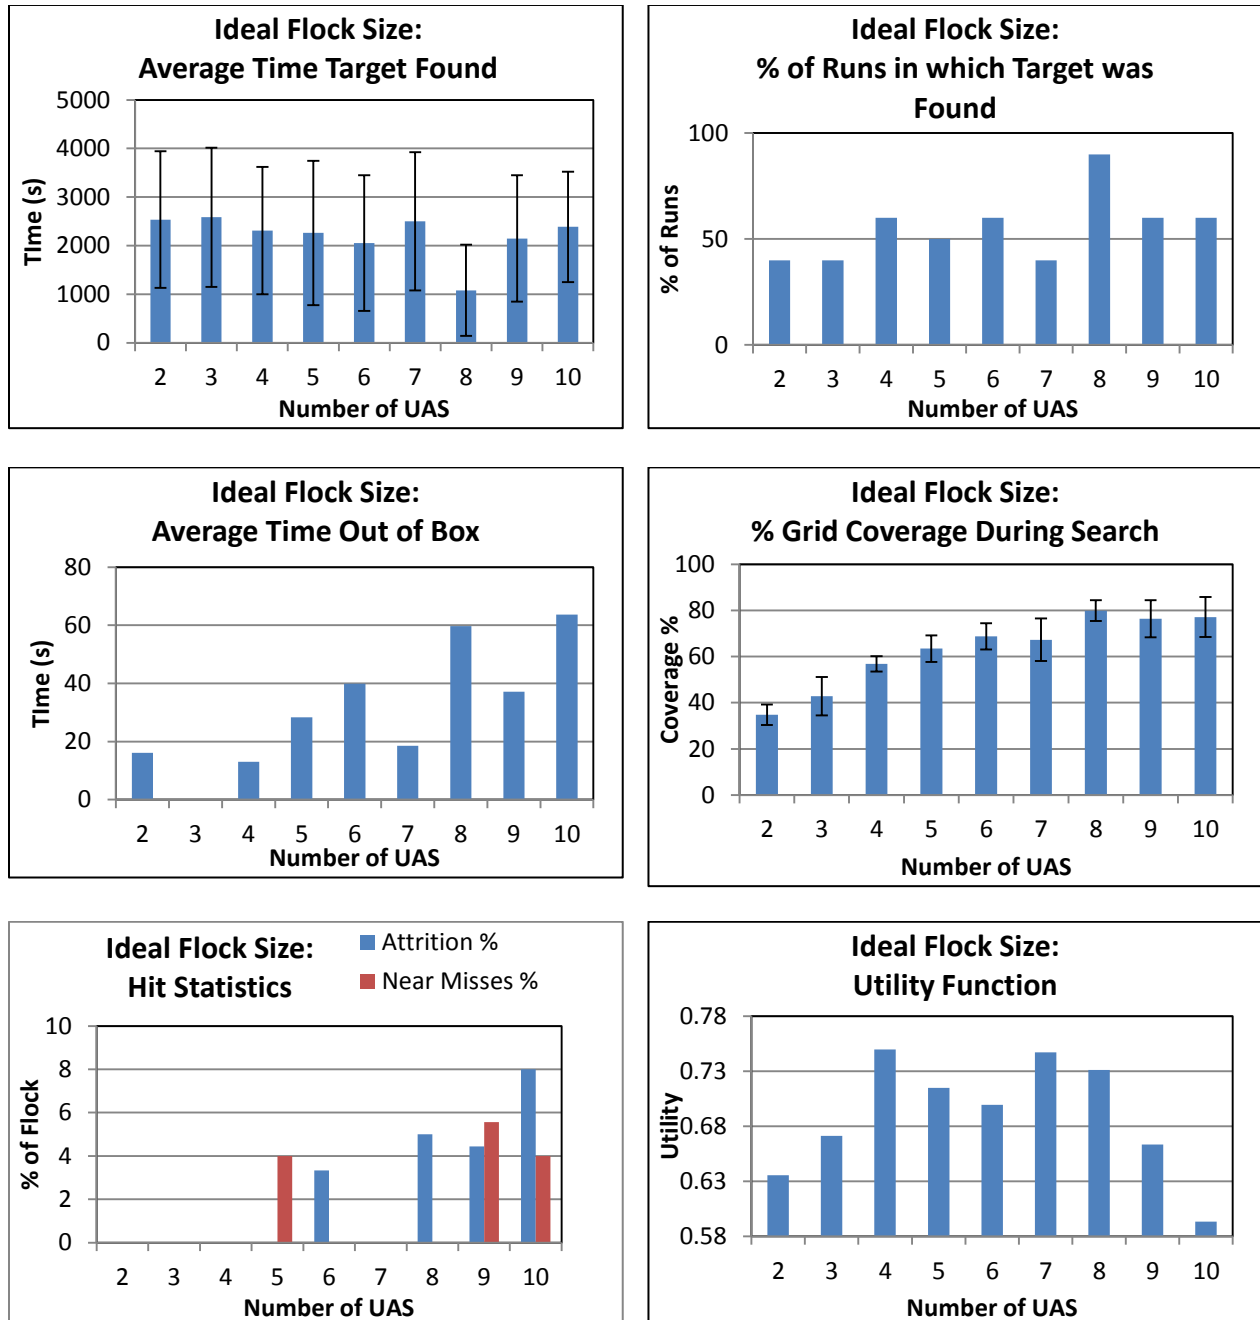 Ideal Flock Size:
Average Time Target Found
5000
4000
3000
2000
1000
0
TIme (s)
2 3 4 5 6 7 8 9 10
Number of UAS
Ideal Flock Size:
% of Runs in which Target was
Found
100
50
0
% of Runs
2 3 4 5 6 7 8 9 10
Number of UAS
Ideal Flock Size:
Average Time Out of Box
80
60
40
20
0
TIme (s)
2 3 4 5 6 7 8 9 10
Number of UAS
Ideal Flock Size:
% Grid Coverage During Search
100
80
60
40
20
0
Coverage %
2 3 4 5 6 7 8 9 10
Number of UAS
Ideal Flock Size:
Hit Statistics
Attrition %
Near Misses %
10
8
6
4
2
0
% of Flock
2 3 4 5 6 7 8 9 10
Number of UAS
Ideal Flock Size:
Utility Function
0.78
0.73
0.68
0.63
0.58
Utility
2 3 4 5 6 7 8 9 10
Number of UAS